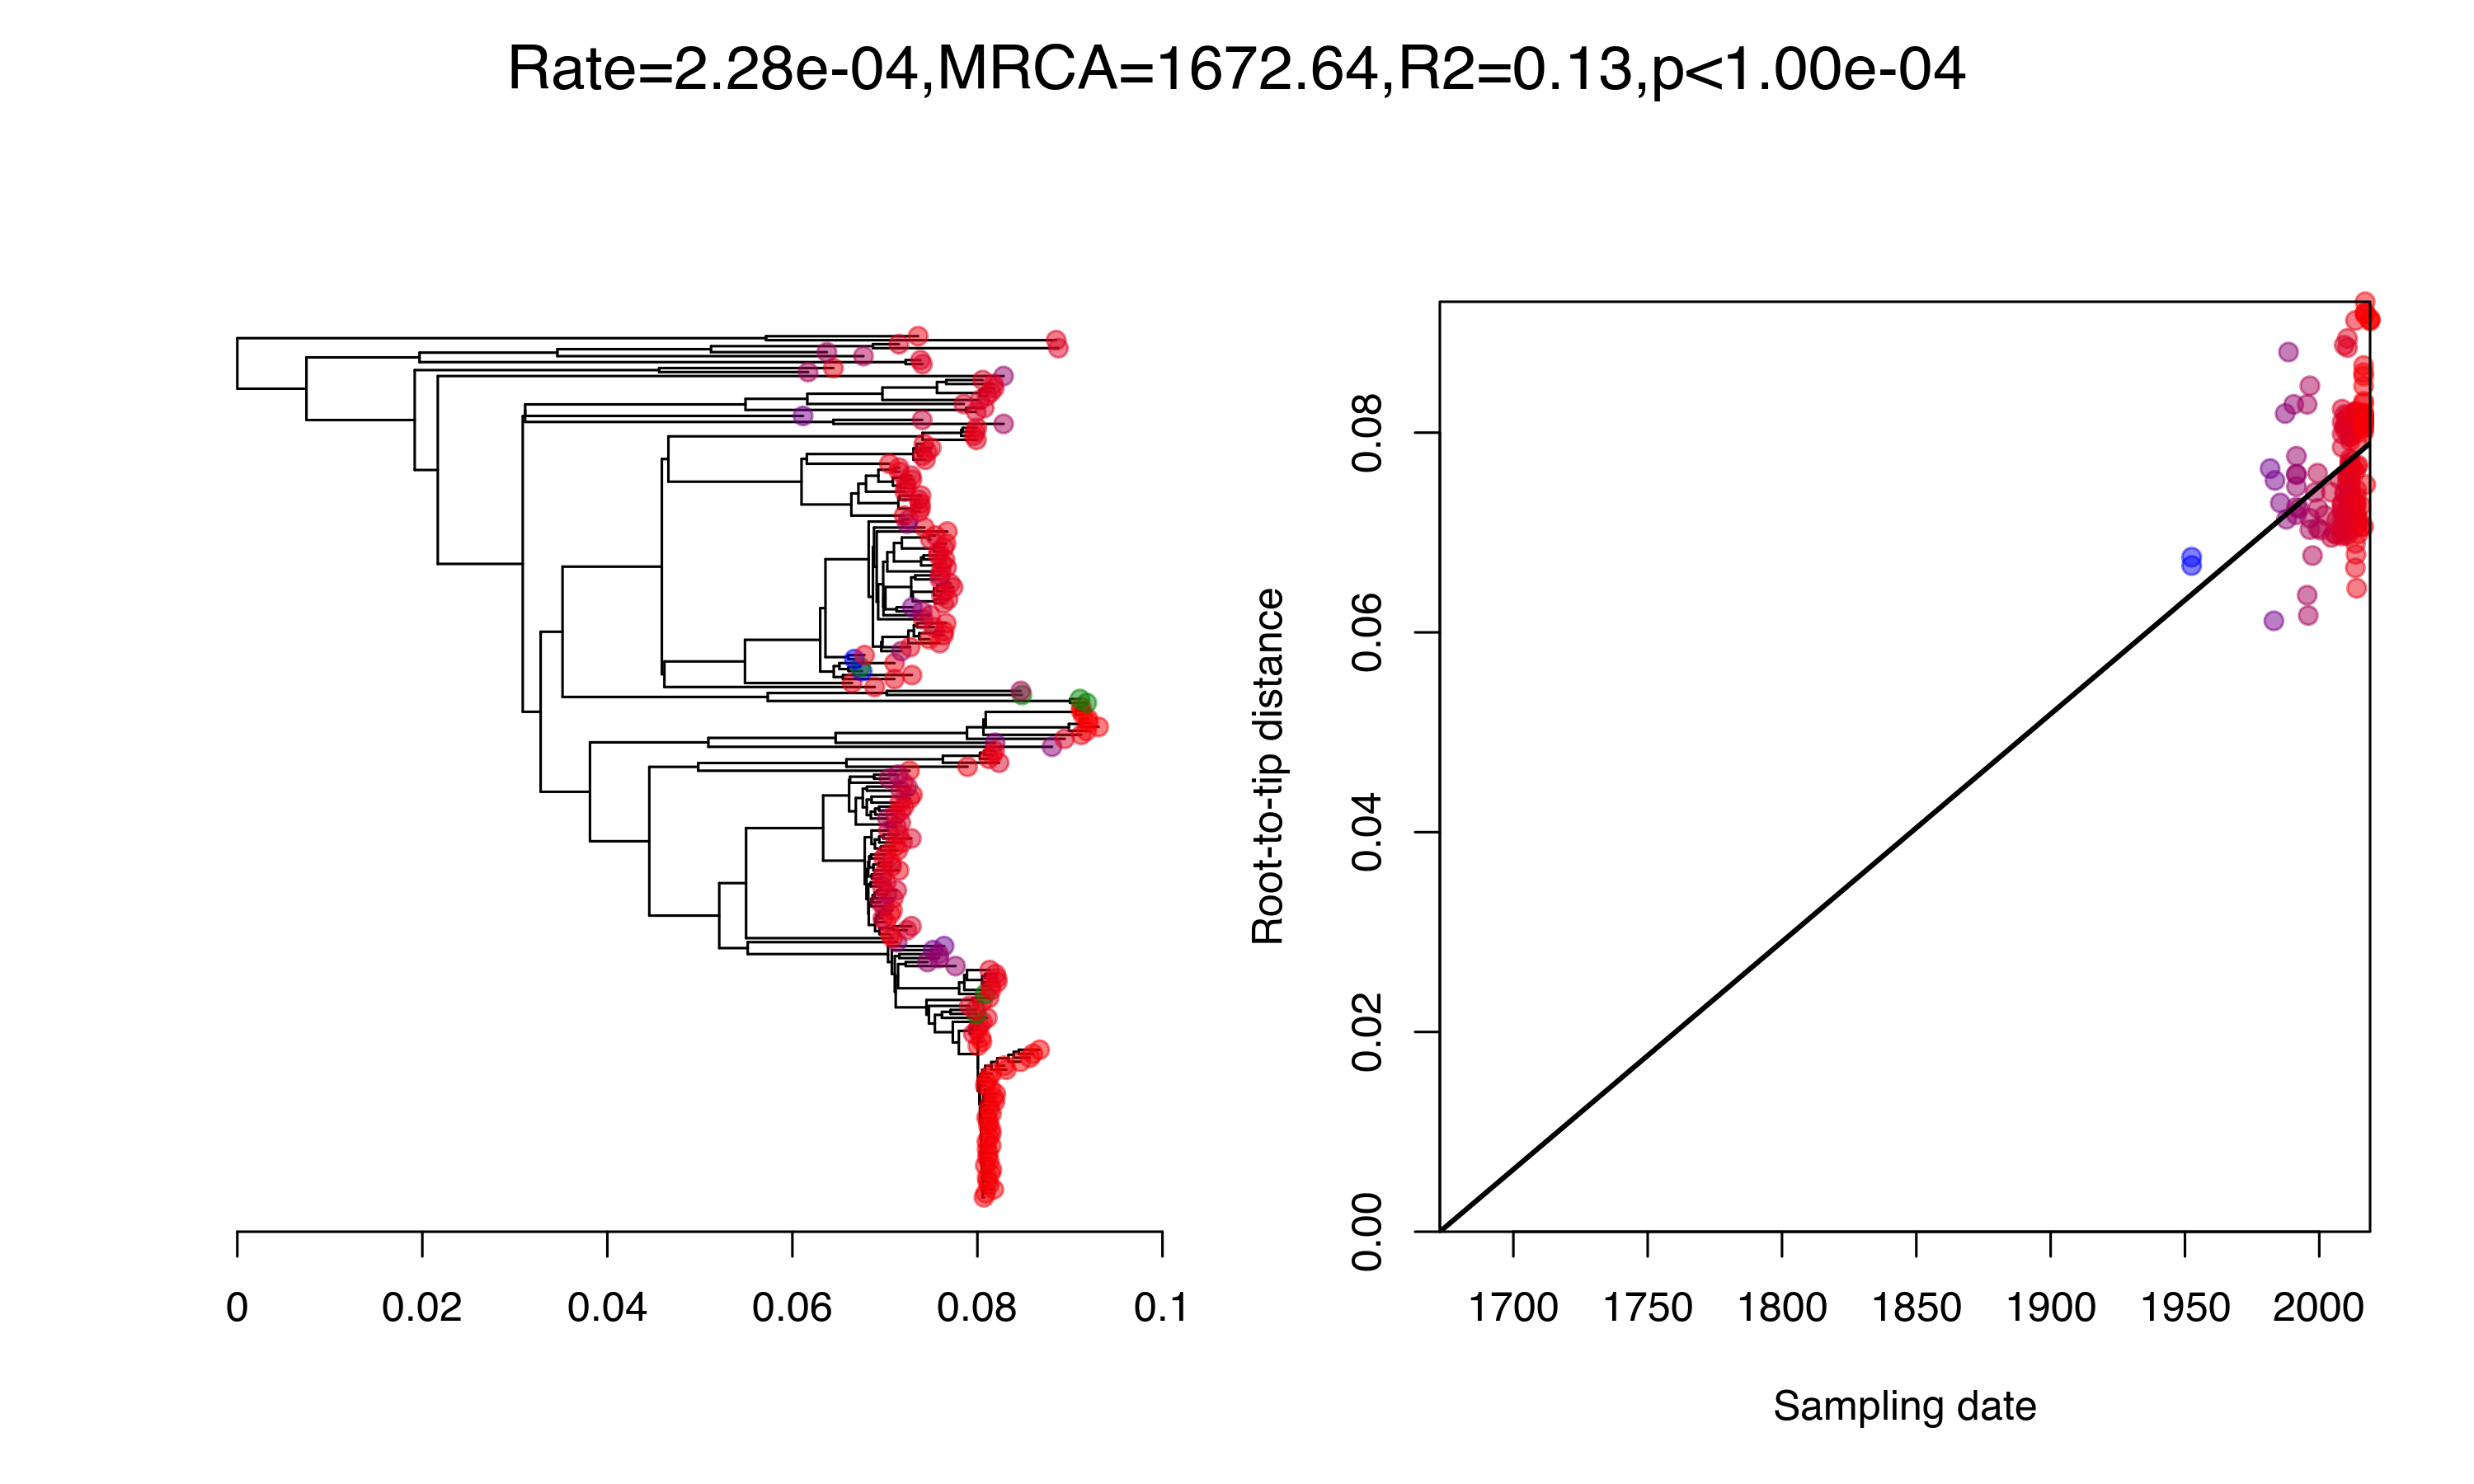 Rate=2.28e-04,MRCA=1672.64,R2=0.13,p<1.00e-04
0 0.02 0.04 0.06 0.08 0.1
Root-to-tip distance
0.00 0.02 0.04 0.06 0.08
1700 1750 1800 1850 1900 1950 2000
Sampling date